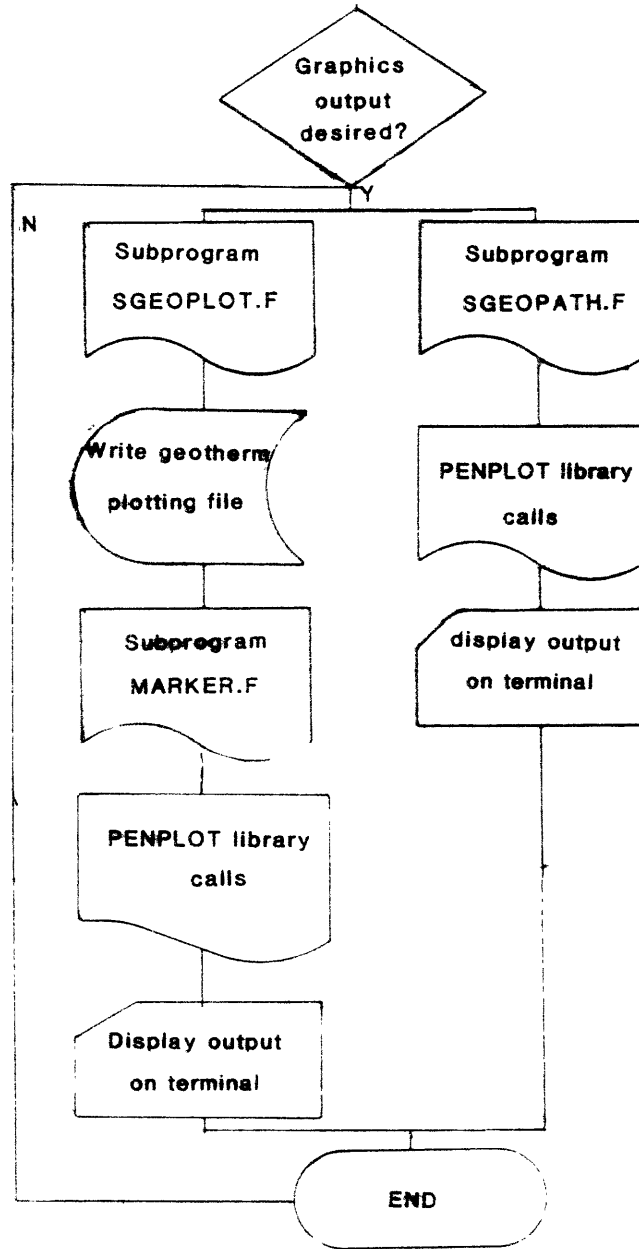 Graphics
output
desired?
Y
N
Subprogram
SGEOPLOT.F
Write geotherm
plotting file
Subprogram
MARKER.F
PENPLOT library
calls
Display output
on terminal
Subprogram
SGEOPATH.F
PENPLOT library
calls
display output
on terminal
END